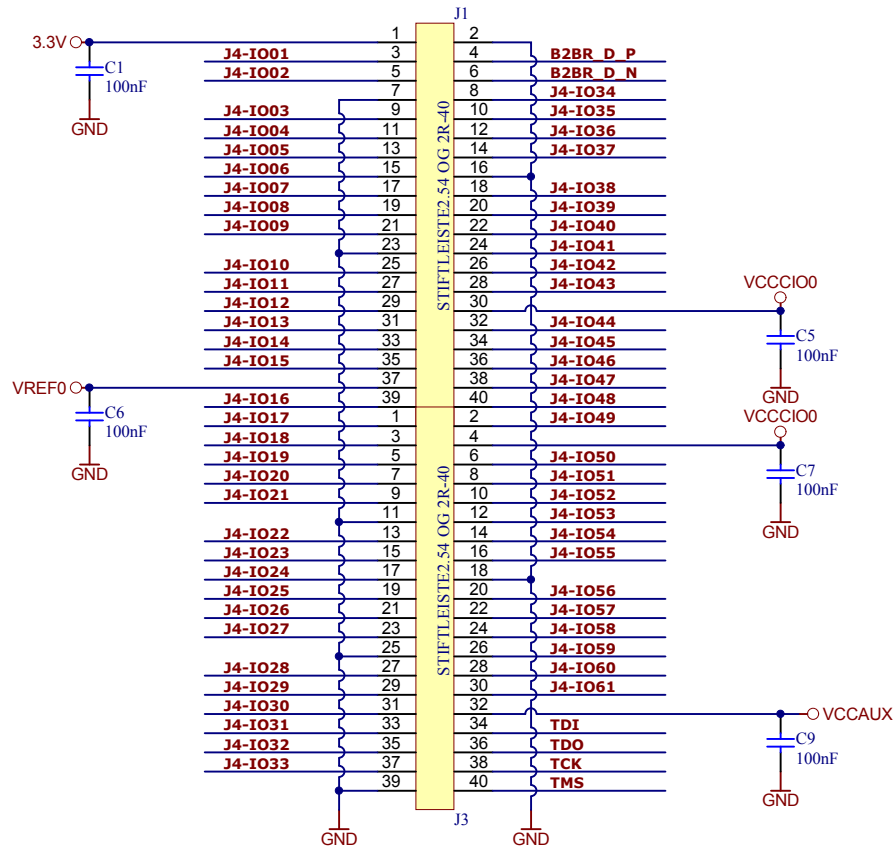 J1
3.3V 1 2
J4-IO01 3 4 B2BR_D_P
C1
J4-IO02 5 6 B2BR_D_N
100nF
7 8 J4-IO34
J4-IO03 9 10 J4-IO35
GND
J4-IO04 11 12 J4-IO36
J4-IO05 13 14 J4-IO37
J4-IO06 15 16
J4-IO07 17 18 J4-IO38
J4-IO08 19 20 J4-IO39
J4-IO09 21 22 J4-IO40
23 24 J4-IO41
J4-IO10 25 26 J4-IO42
J4-IO11 27 28 J4-IO43
VCCCIO0
J4-IO12 29 30
J4-IO13 31 32 J4-IO44
C5
J4-IO14 33 34 J4-IO45
100nF
J4-IO15 35 36 J4-IO46
VREF0 37 38 J4-IO47
GND
J4-IO16 39 40 J4-IO48
STIFTLEISTE2.54 OG 2R-40
C6
100nF
GND
J4-IO17 1 2 J4-IO49
VCCCIO0
J4-IO18 3 4
J4-IO19 5 6 J4-IO50
C7
J4-IO20 7 8 J4-IO51
100nF
J4-IO21 9 10 J4-IO52
11 12 J4-IO53
GND
J4-IO22 13 14 J4-IO54
J4-IO23 15 16 J4-IO55
J4-IO24 17 18
J4-IO25 19 20 J4-IO56
J4-IO26 21 22 J4-IO57
J4-IO27 23 24 J4-IO58
25 26 J4-IO59
J4-IO28 27 28 J4-IO60
J4-IO29 29 30 J4-IO61
J4-IO30 31 32 VCCAUX
J4-IO31 33 34 TDI
C9
J4-IO32 35 36 TDO
100nF
J4-IO33 37 38 TCK
39 40 TMS
GND
STIFTLEISTE2.54 OG 2R-40
J3
GND GND